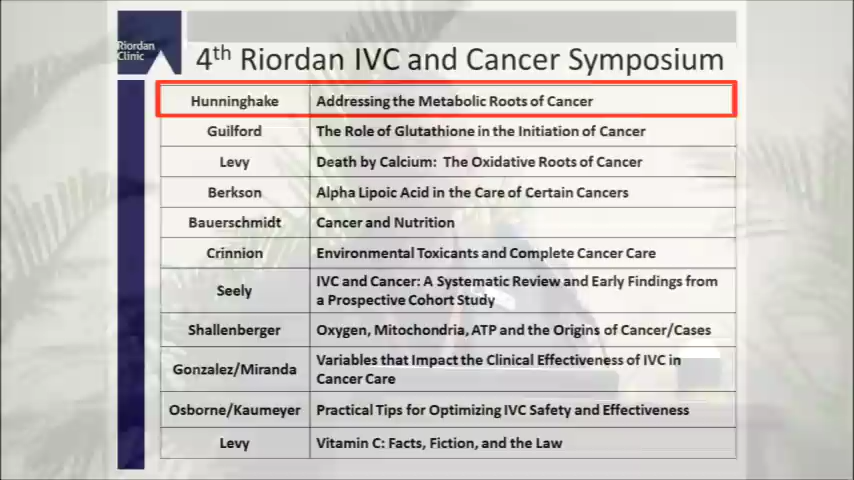 Riordan
Clinic
4th Riordan IVC and Cancer Symposium
Hunninghake Addressing the Metabolic Roots of Cancer
Guilford The Role of Glutathione in the Initiation of Cancer
Levy Death by Calcium: The Oxidative Roots of Cancer
Berkson Alpha Lipoic Acid in the Care of Certain Cancers
Bauerschmidt Cancer and Nutrition
Crinnion Environmental Toxicants and Complete Cancer Care
Seely IVC and Cancer: A Systematic Review and Early Findings from
a Prospective Cohort Study
Shallenberger Oxygen, Mitochondria, ATP and the Origins of Cancer/Cases
Gonzalez/Miranda Variables that Impact the Clinical Effectiveness of IVC in
Cancer Care
Osborne/Kaumeyer Practical Tips for Optimizing IVC Safety and Effectiveness
Levy Vitamin C: Facts, Fiction, and the Law